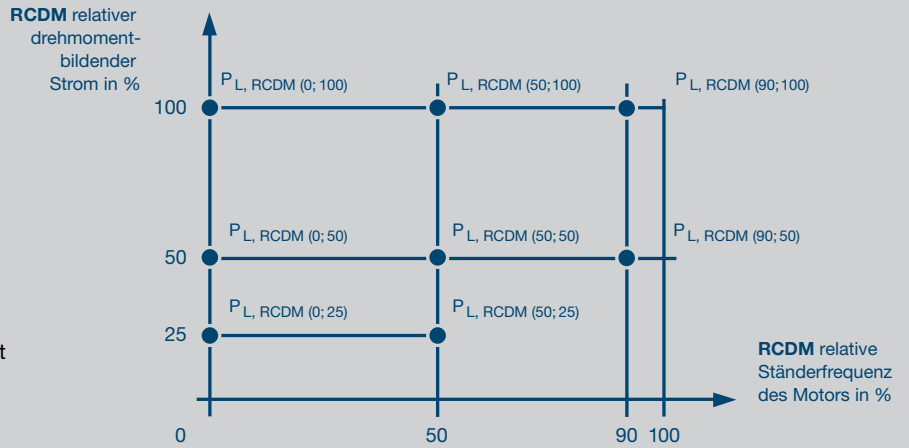 RCDM relativer
drehmoment-
bildender
Strom in %
P L, RCDM (0; 100)
P L, RCDM (50; 100)
P L, RCDM (90; 100)
100
P L, RCDM (0; 50)
P L, RCDM (50; 50)
P L, RCDM (90; 50)
50
P L, RCDM (0; 25)
P L, RCDM (50; 25)
25
t
RCDM relative
Ständerfrequenz
des Motors in %
0
50
90
100